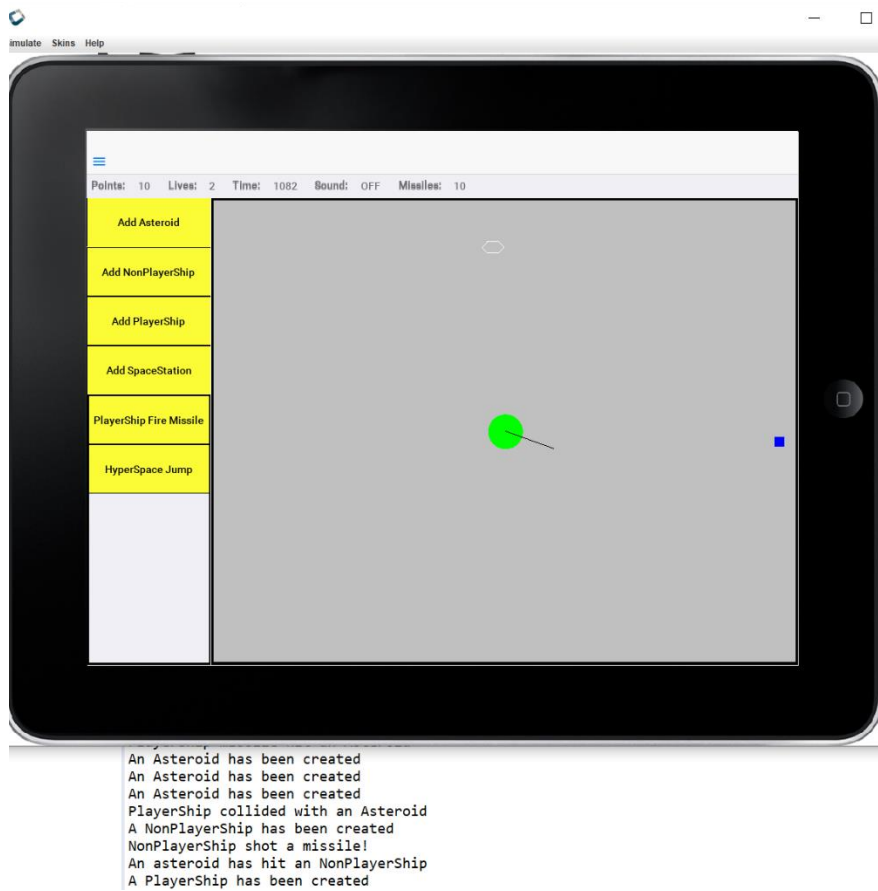 imulate Skins Help
Points: 10 Lives: 2 Time: 1082 Sound: OFF Missiles: 10
Add Asteroid
Add NonPlayerShip
Add PlayerShip
Add SpaceStation
PlayerShip Fire Missile
HyperSpace Jump
An Asteroid has been created
An Asteroid has been created
An Asteroid has been created
PlayerShip collided with an Asteroid
A NonPlayerShip has been created
NonPlayerShip shot a missile!
An asteroid has hit an NonPlayerShip
A PlayerShip has been created